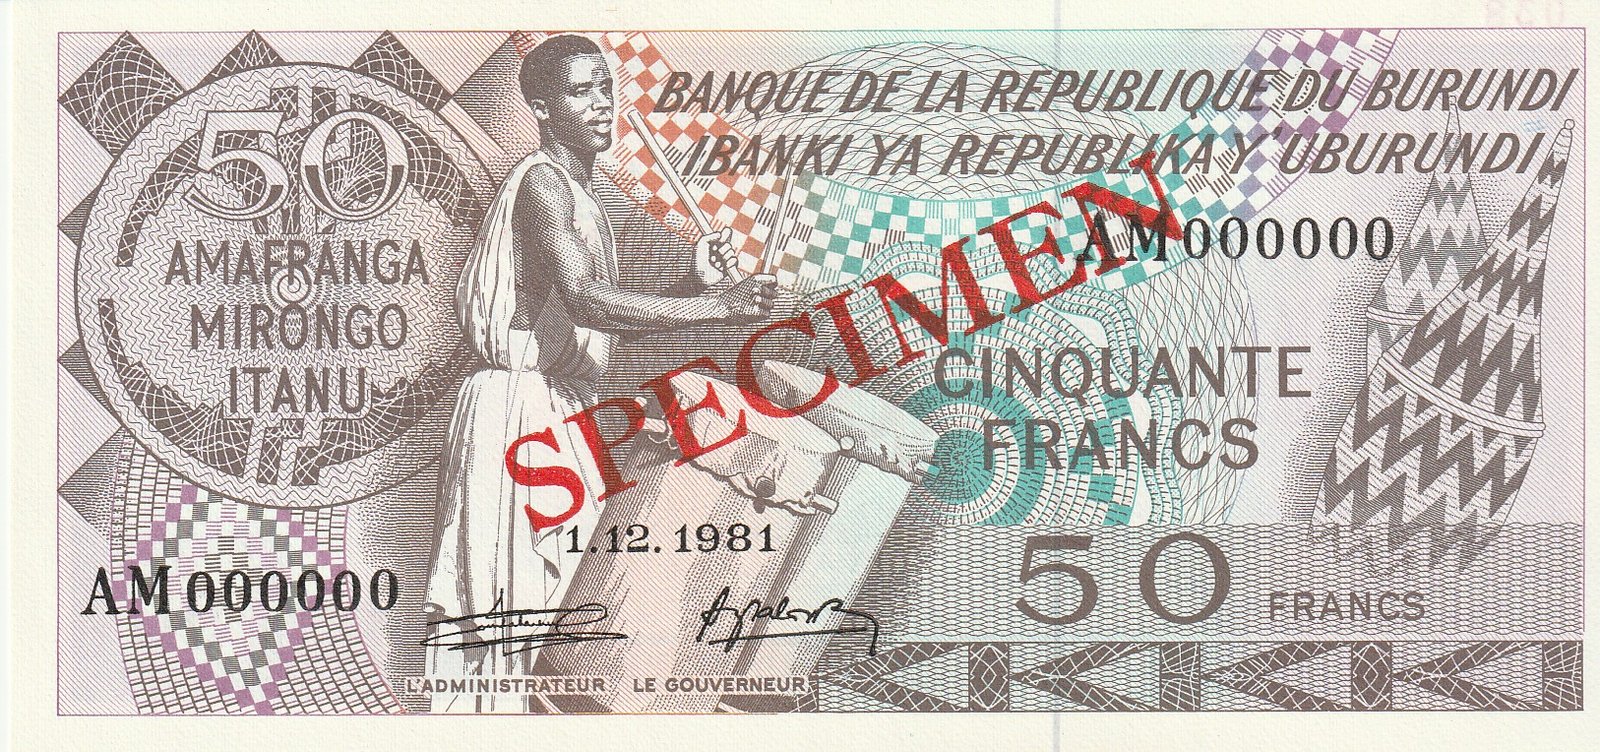 BANQUE DE LA REPUBLIQUE DU BURUNDI
IBANKI YA REPUBLIKA Y'UBURUNDI
50
AMAFRANGA
MIRONGO
ITANU
AM000000
SPECIMEN
CINQUANTE
FRANCS
1.12.1981
AM000000
50 FRANCS
L'ADMINISTRATEUR LE GOUVERNEUR